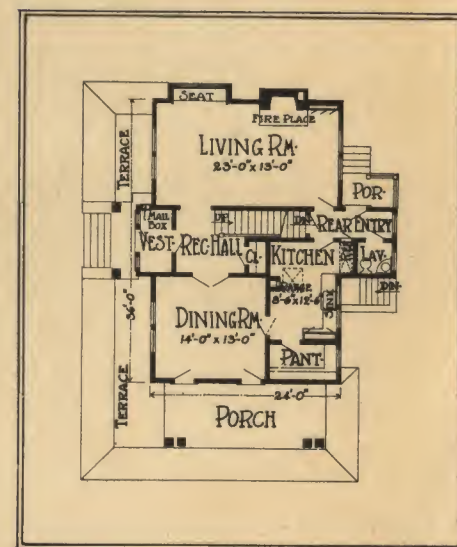 SEAT
FIRE PLACE
LIVING RM.
23'-0" x 13'-0"
TERRACE
POR.
MAIL
BOX
UP.
DN.
REAR ENTRY
VEST.
REC. HALL
CL.
KITCHEN
LAV.
RANGE
8'-6" x 12'-6"
SINK
DN.
36'-0"
DINING RM.
14'-0" x 13'-0"
PANT.
24'-0"
TERRACE
PORCH